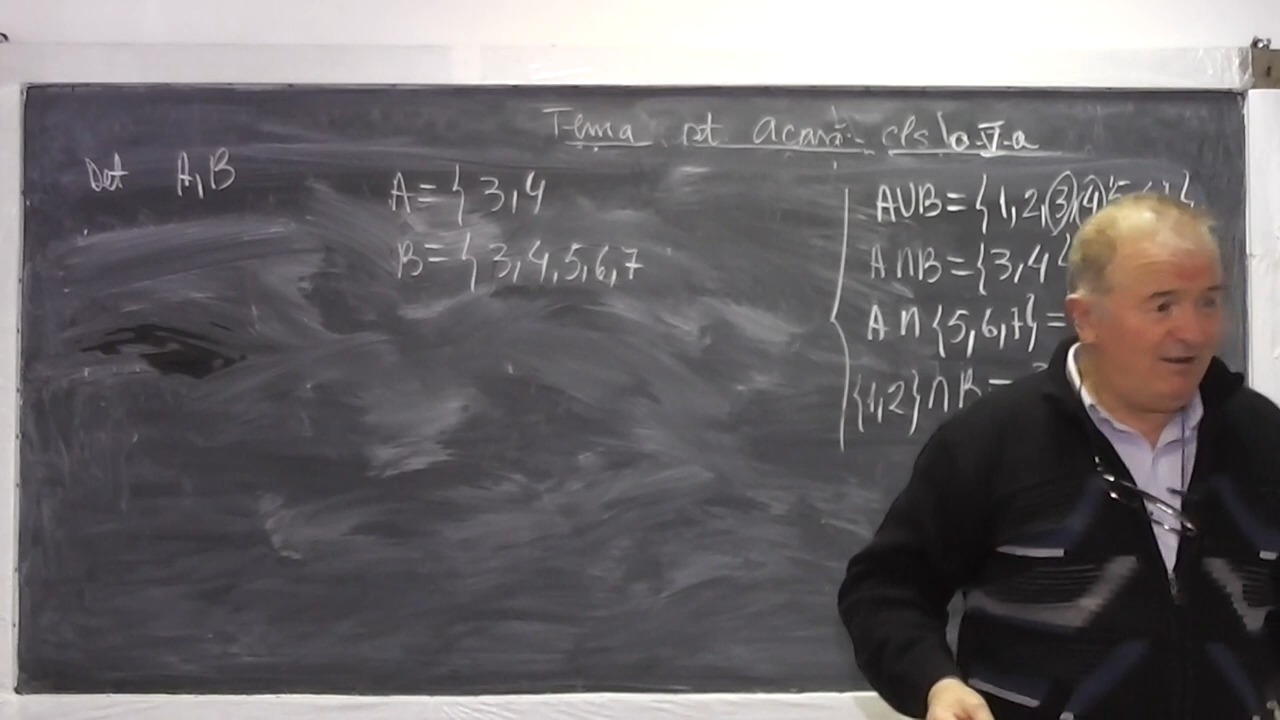 Tema pt acasă cls a V-a
Det A,B
A={3,4
B={3,4,5,6,7
A∪B={1,2,3,4,5
A∩B={3,4}
A∩{5,6,7}=
{1,2}∩B=